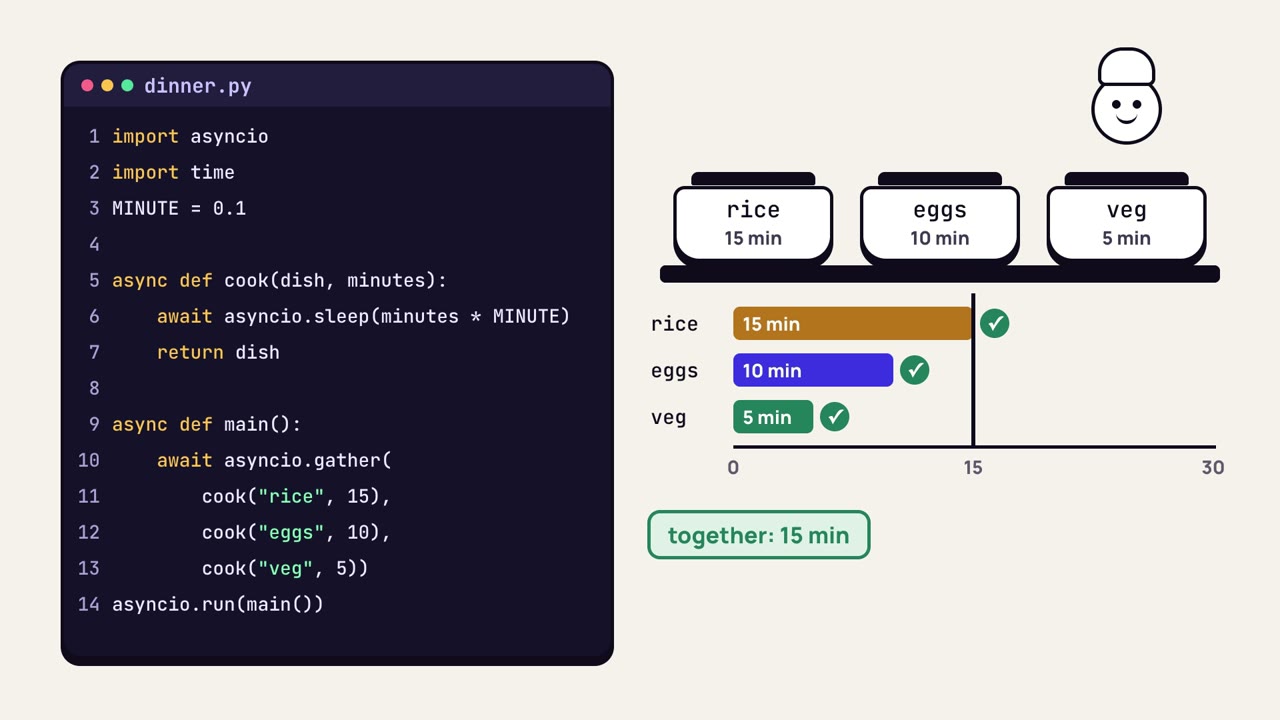 dinner.py
1 import asyncio
2 import time
3 MINUTE = 0.1
4
5 async def cook(dish, minutes):
6     await asyncio.sleep(minutes * MINUTE)
7     return dish
8
9 async def main():
10     await asyncio.gather(
11         cook("rice", 15),
12         cook("eggs", 10),
13         cook("veg", 5))
14 asyncio.run(main())
rice
15 min
eggs
10 min
veg
5 min
rice 15 min
eggs 10 min
veg 5 min
0 15 30
together: 15 min